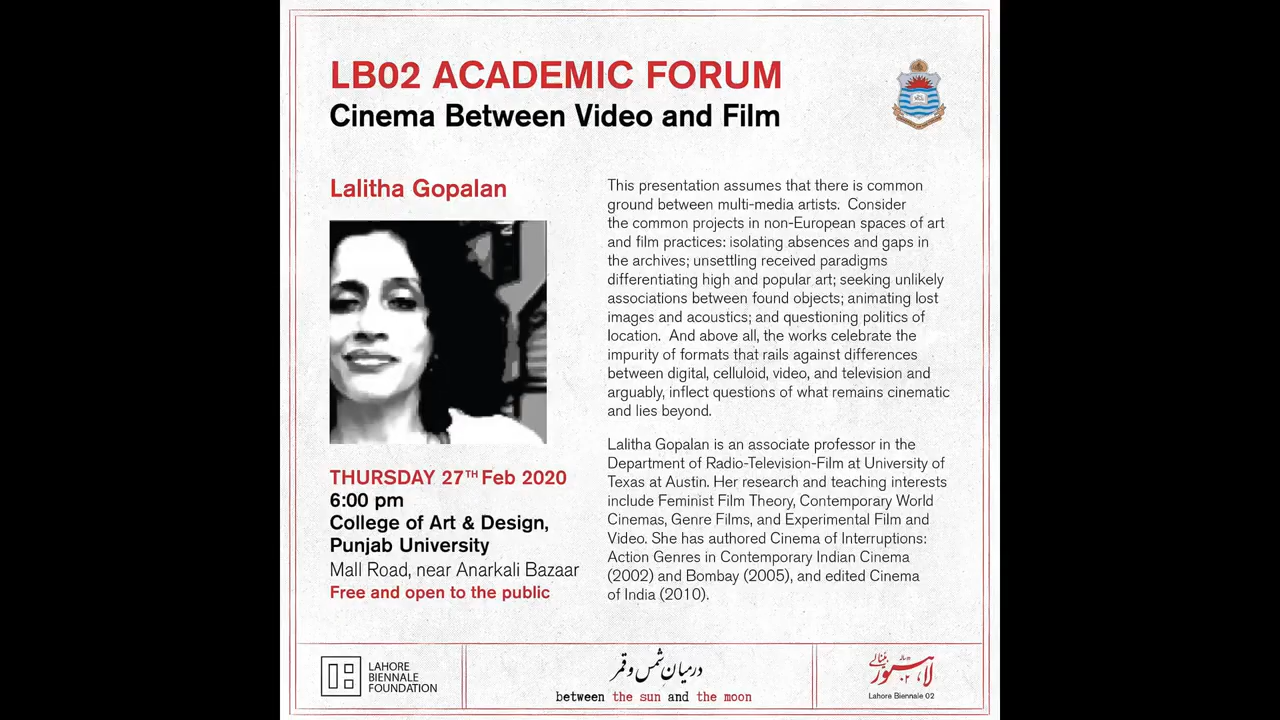 LB02 ACADEMIC FORUM
Cinema Between Video and Film
Lalitha Gopalan
THURSDAY 27TH Feb 2020
6:00 pm
College of Art & Design,
Punjab University
Mall Road, near Anarkali Bazaar
Free and open to the public
This presentation assumes that there is common
ground between multi-media artists.  Consider
the common projects in non-European spaces of art
and film practices: isolating absences and gaps in
the archives; unsettling received paradigms
differentiating high and popular art; seeking unlikely
associations between found objects; animating lost
images and acoustics; and questioning politics of
location.  And above all, the works celebrate the
impurity of formats that rails against differences
between digital, celluloid, video, and television and
arguably, inflect questions of what remains cinematic
and lies beyond.
Lalitha Gopalan is an associate professor in the
Department of Radio-Television-Film at University of
Texas at Austin. Her research and teaching interests
include Feminist Film Theory, Contemporary World
Cinemas, Genre Films, and Experimental Film and
Video. She has authored Cinema of Interruptions:
Action Genres in Contemporary Indian Cinema
(2002) and Bombay (2005), and edited Cinema
of India (2010).
LAHORE
BIENNALE
FOUNDATION
درمیانِ شمس و قمر
between the sun and the moon
Lahore Biennale 02